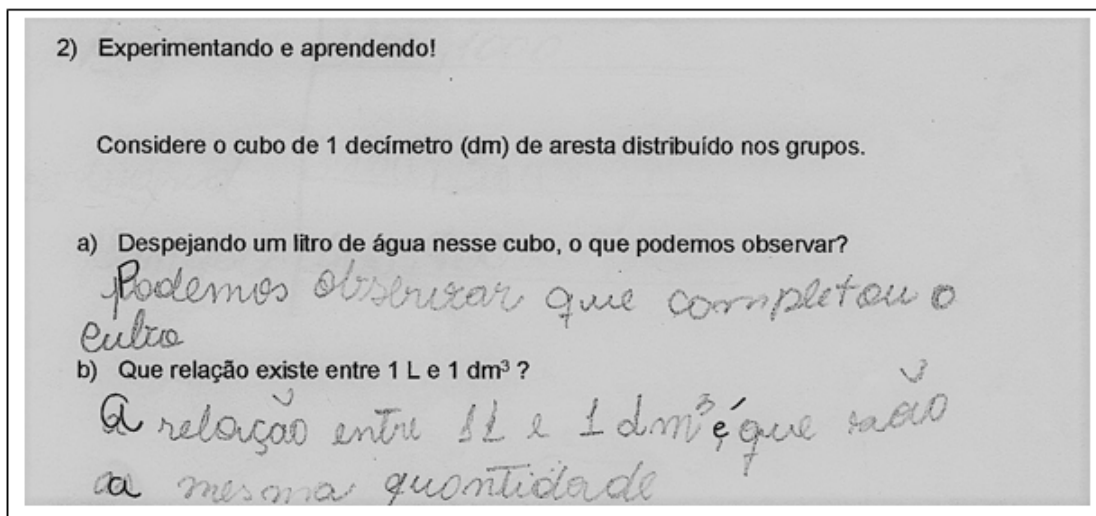 2) Experimentando e aprendendo!
Considere o cubo de 1 decímetro (dm) de aresta distribuído nos grupos.
a) Despejando um litro de água nesse cubo, o que podemos observar?
Podemos observar que completou o
cubo
b) Que relação existe entre 1 L e 1 dm³ ?
A relação entre 1L e 1 dm³ é que são
a mesma quantidade